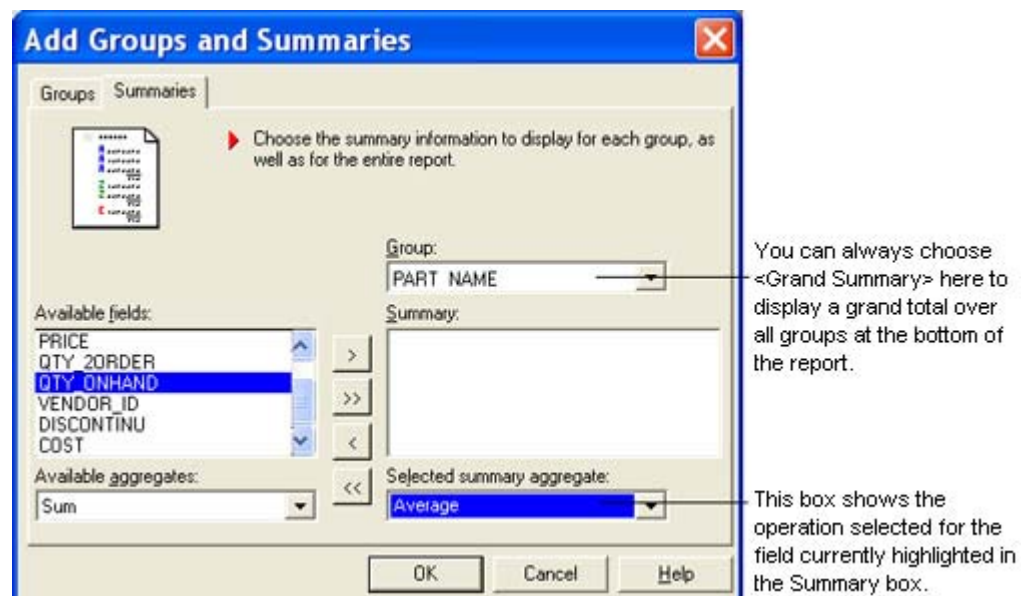 Add Groups and Summaries
Groups
Summaries
Choose the summary information to display for each group, as
well as for the entire report.
Group:
PART NAME
Available fields:
PRICE
QTY_2ORDER
QTY_ONHAND
VENDOR_ID
DISCONTINU
COST
>
>>
<
<<
Summary:
Available aggregates:
Sum
Selected summary aggregate:
Average
OK
Cancel
Help
You can always choose
<Grand Summary> here to
display a grand total over
all groups at the bottom of
the report.
This box shows the
operation selected for the
field currently highlighted in
the Summary box.